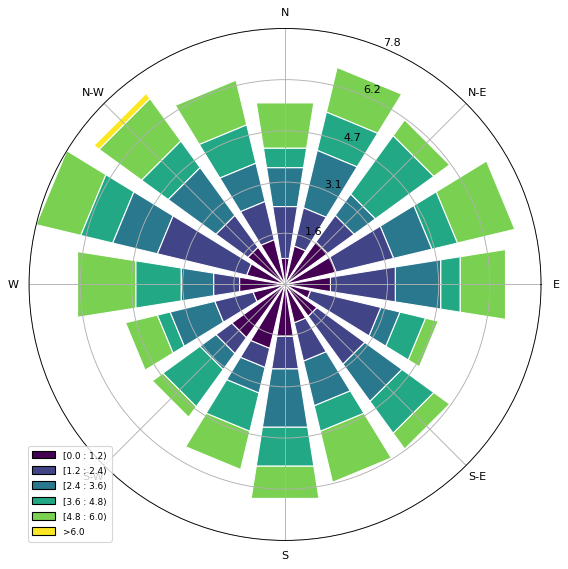 N
7.8
N-W
6.2
N-E
4.7
3.1
1.6
W
E
[0.0 : 1.2)
[1.2 : 2.4)
[2.4 : 3.6)
[3.6 : 4.8)
[4.8 : 6.0)
>6.0
S-W
S-E
S